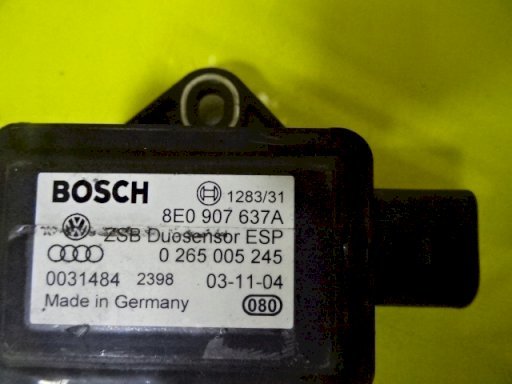 BOSCH 1283/31
8E0 907 637A
ZSB Duosensor ESP
0 265 005 245
0031484 2398 03-11-04
Made in Germany 080